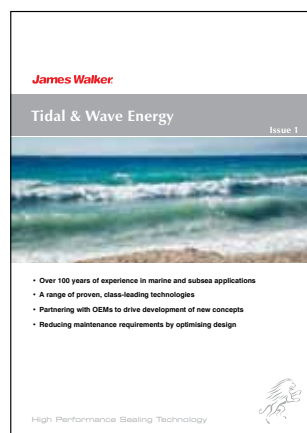 James Walker
Tidal & Wave Energy
Issue 1
• Over 100 years of experience in marine and subsea applications
• A range of proven, class-leading technologies
• Partnering with OEMs to drive development of new concepts
• Reducing maintenance requirements by optimising design
High Performance Sealing Technology